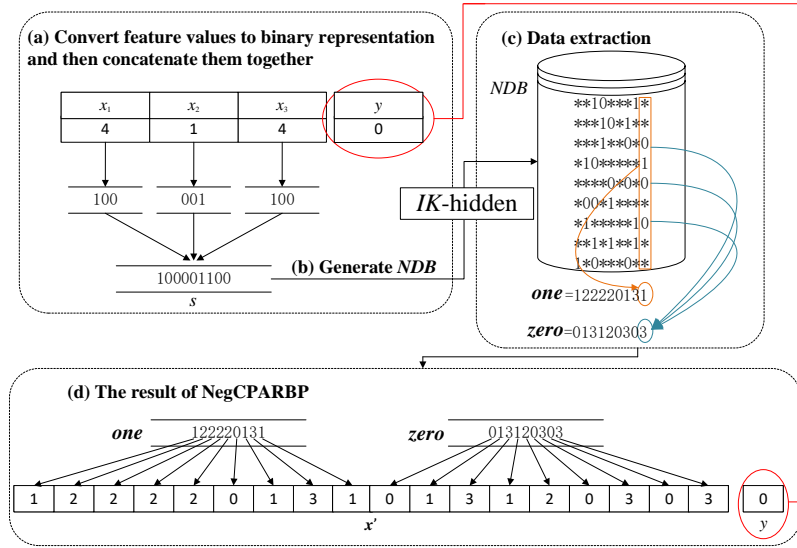 (a) Convert feature values to binary representation
and then concatenate them together
x₁ x₂ x₃ y
4 1 4 0
100 001 100
100001100
s
(b) Generate NDB
IK-hidden
(c) Data extraction
NDB
**10***1*
***10*1**
***1**0*0
*10*****1
****0*0*0
*00*1****
*1*****10
**1*1**1*
1*0***0**
one=122220131
zero=013120303
(d) The result of NegCPARBP
one 122220131 zero 013120303
1 2 2 2 2 0 1 3 1 0 1 3 1 2 0 3 0 3 0
x' y